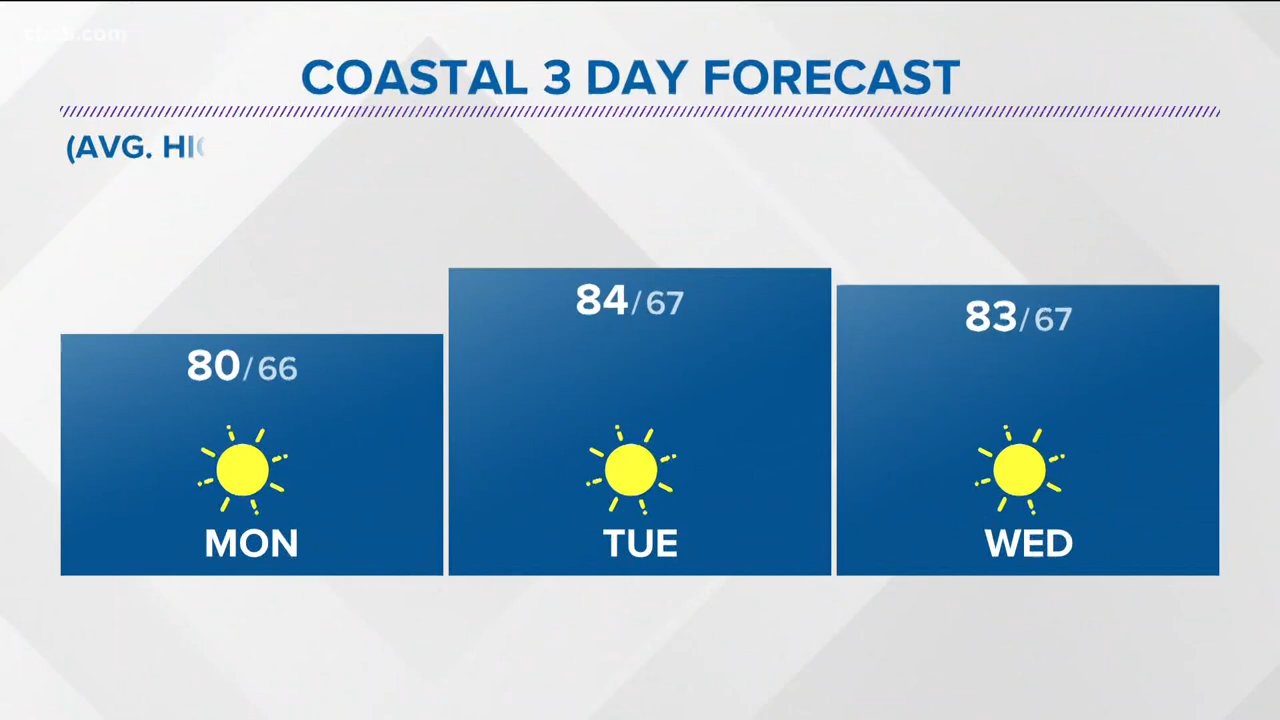 COASTAL 3 DAY FORECAST
(AVG. HI
80/66
84/67
83/67
MON
TUE
WED